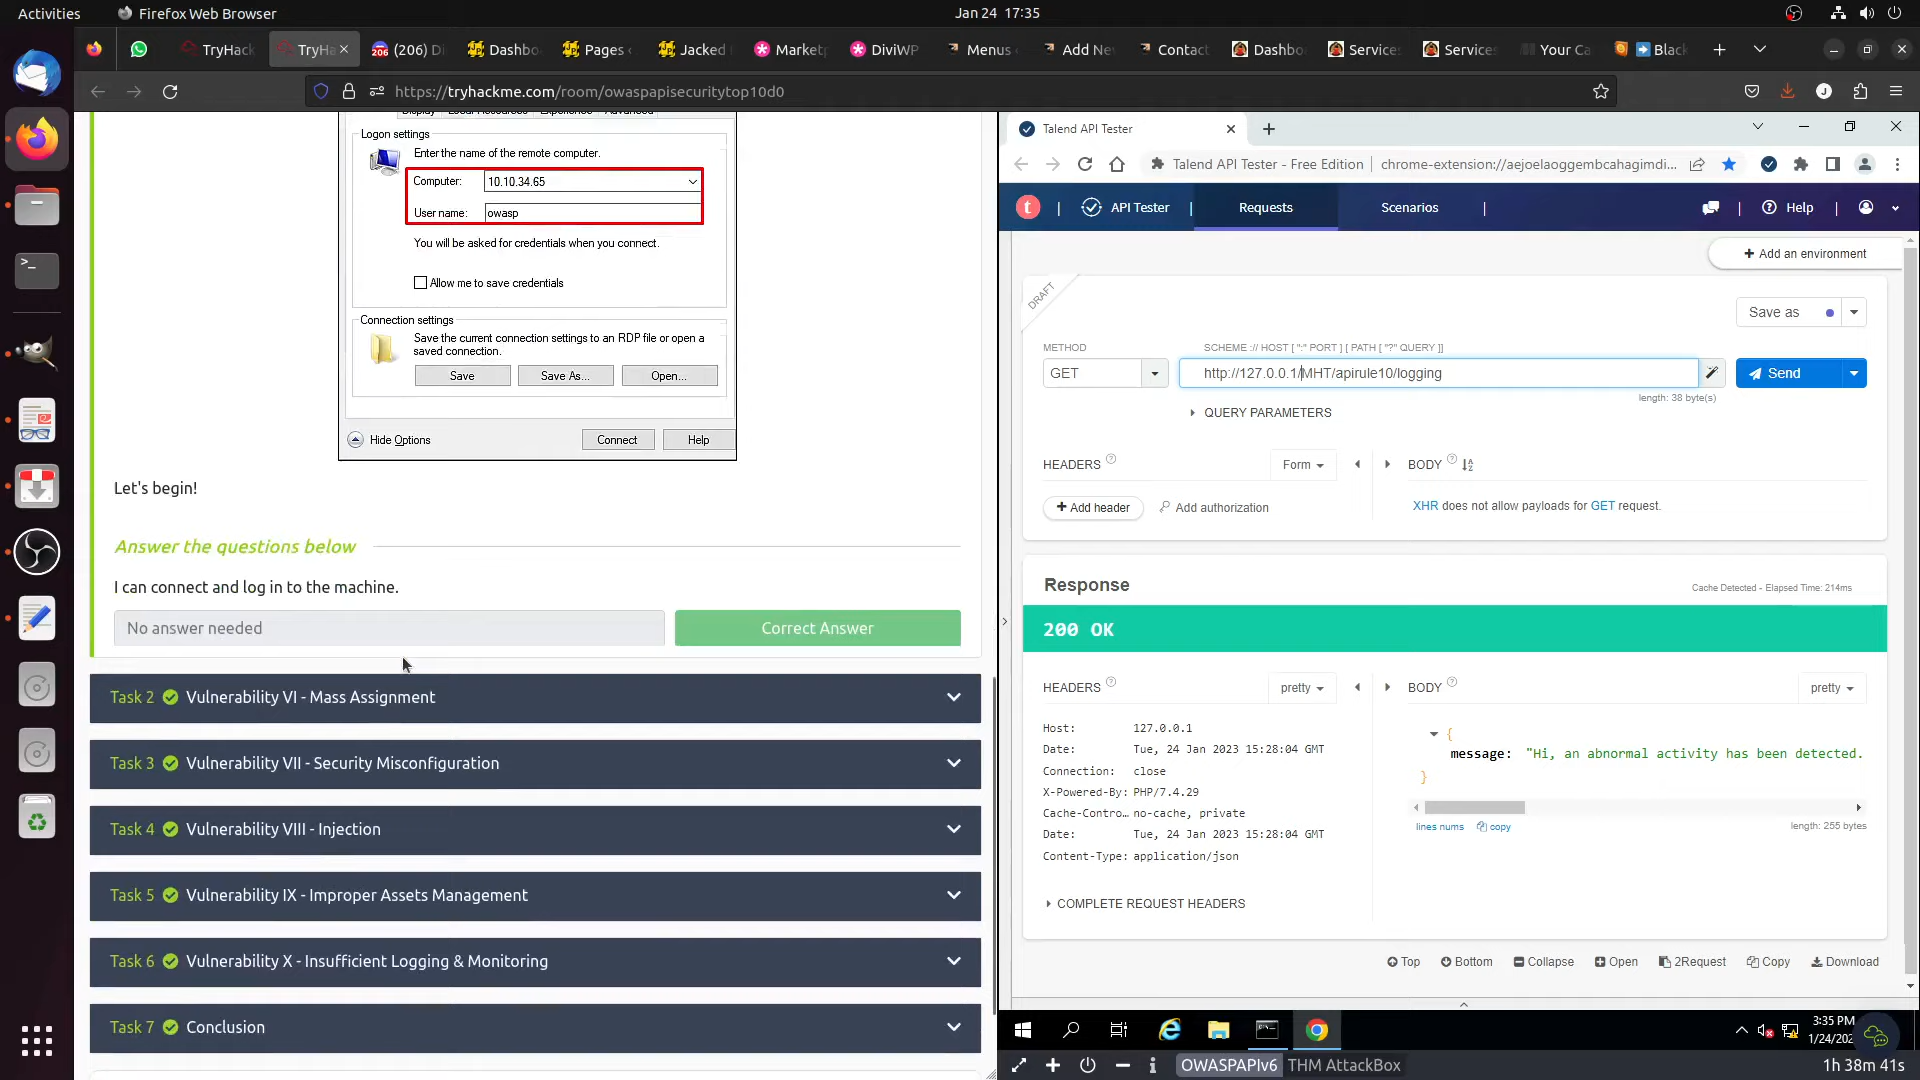 Activities
Firefox Web Browser
Jan 24 17:35
TryHack
TryHa
(206) Di
Dashbo
Pages
Jacked
Market
DiviWP
Menus
Add Ne
Contact
Dashbo
Services
Services
Your Ca
Black
https://tryhackme.com/room/owaspapisecuritytop10d0
Logon settings
Enter the name of the remote computer.
Computer: 10.10.34.65
User name: owasp
You will be asked for credentials when you connect.
Allow me to save credentials
Connection settings
Save the current connection settings to an RDP file or open a
saved connection.
Save
Save As...
Open...
Hide Options
Connect
Help
Let's begin!
Answer the questions below
I can connect and log in to the machine.
No answer needed
Correct Answer
Task 2 Vulnerability VI - Mass Assignment
Task 3 Vulnerability VII - Security Misconfiguration
Task 4 Vulnerability VIII - Injection
Task 5 Vulnerability IX - Improper Assets Management
Task 6 Vulnerability X - Insufficient Logging & Monitoring
Task 7 Conclusion
Talend API Tester
Talend API Tester - Free Edition | chrome-extension://aejoelaoggembcahagimdi...
t | API Tester | Requests Scenarios | | Help |
+ Add an environment
DRAFT
Save as
METHOD
SCHEME :// HOST [ ":" PORT ] [ PATH [ "?" QUERY ]]
GET
http://127.0.0.1/MHT/apirule10/logging
Send
length: 38 byte(s)
QUERY PARAMETERS
HEADERS
Form
BODY
+ Add header
Add authorization
XHR does not allow payloads for GET request.
Response
Cache Detected - Elapsed Time: 214ms
200 OK
HEADERS
pretty
BODY
pretty
Host: 127.0.0.1
Date: Tue, 24 Jan 2023 15:28:04 GMT
Connection: close
X-Powered-By: PHP/7.4.29
Cache-Contro... no-cache, private
Date: Tue, 24 Jan 2023 15:28:04 GMT
Content-Type: application/json
{
message: "Hi, an abnormal activity has been detected.
}
lines nums
copy
length: 255 bytes
COMPLETE REQUEST HEADERS
Top
Bottom
Collapse
Open
2Request
Copy
Download
3:35 PM
1/24/202
OWASPAPIv6
THM AttackBox
1h 38m 41s